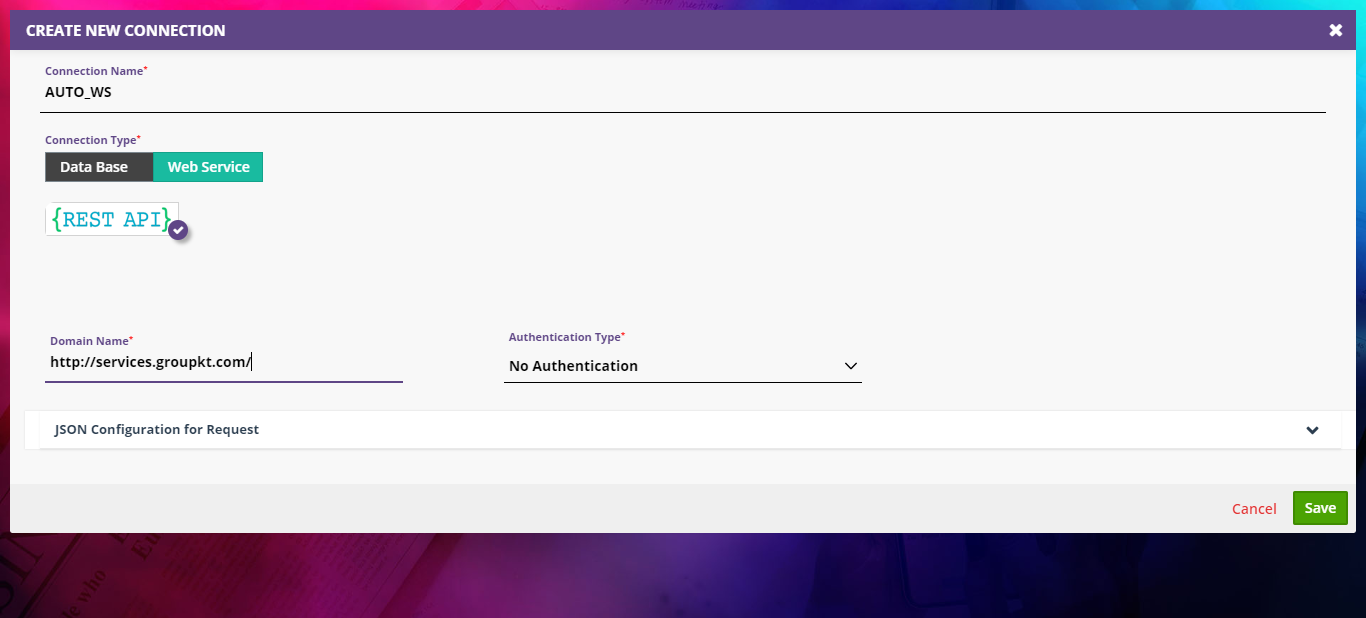 CREATE NEW CONNECTION
Connection Name*
AUTO_WS
Connection Type*
Data Base Web Service
{REST API}
Domain Name* Authentication Type*
http://services.groupkt.com/ No Authentication
JSON Configuration for Request
Cancel Save